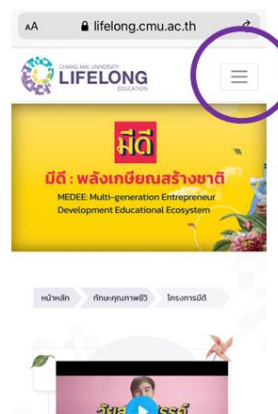 AA lifelong.cmu.ac.th
CHIANG MAI UNIVERSITY
LIFELONG
EDUCATION
มีดี
มีดี : พลังเกษียณสร้างชาติ
MEDEE: Multi-generation Entrepreneur
Development Educational Ecosystem
หน้าหลัก ทักษะคุณภาพชีวี โครงการมีดี